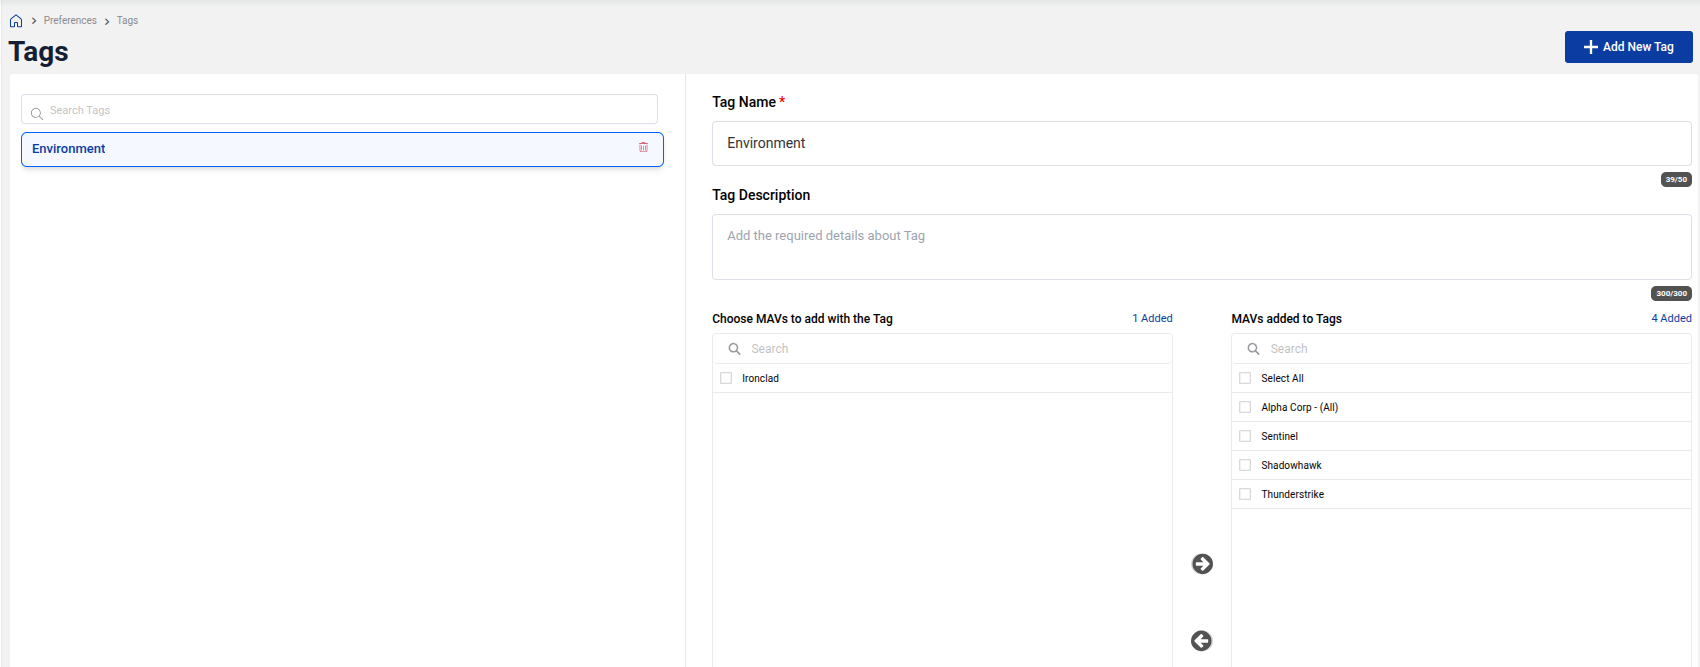 Preferences Tags
Tags
Add New Tag
Search Tags
Environment
Tag Name *
Environment
39/50
Tag Description
Add the required details about Tag
300/300
Choose MAVs to add with the Tag 1 Added
Search
Ironclad
MAVs added to Tags 4 Added
Search
Select All
Alpha Corp - (All)
Sentinel
Shadowhawk
Thunderstrike